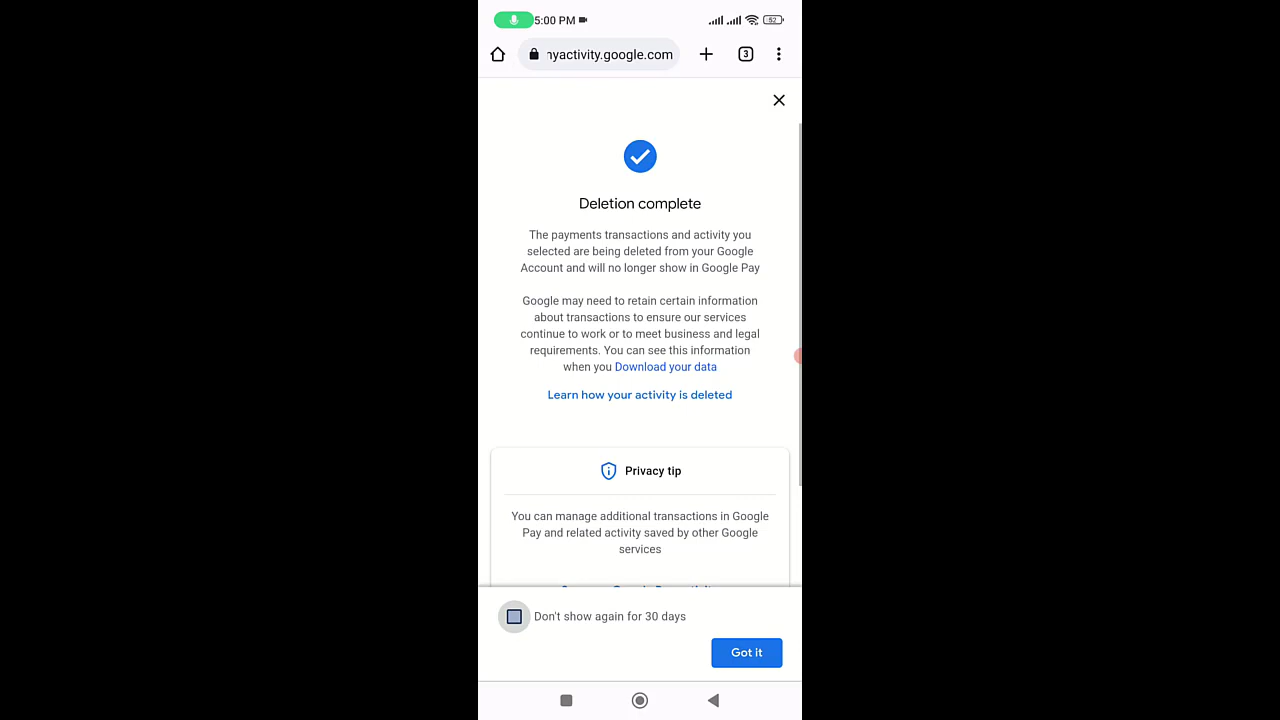 5:00 PM
52
nyactivity.google.com
3
Deletion complete
The payments transactions and activity you
selected are being deleted from your Google
Account and will no longer show in Google Pay
Google may need to retain certain information
about transactions to ensure our services
continue to work or to meet business and legal
requirements. You can see this information
when you Download your data
Learn how your activity is deleted
Privacy tip
You can manage additional transactions in Google
Pay and related activity saved by other Google
services
Don't show again for 30 days
Got it